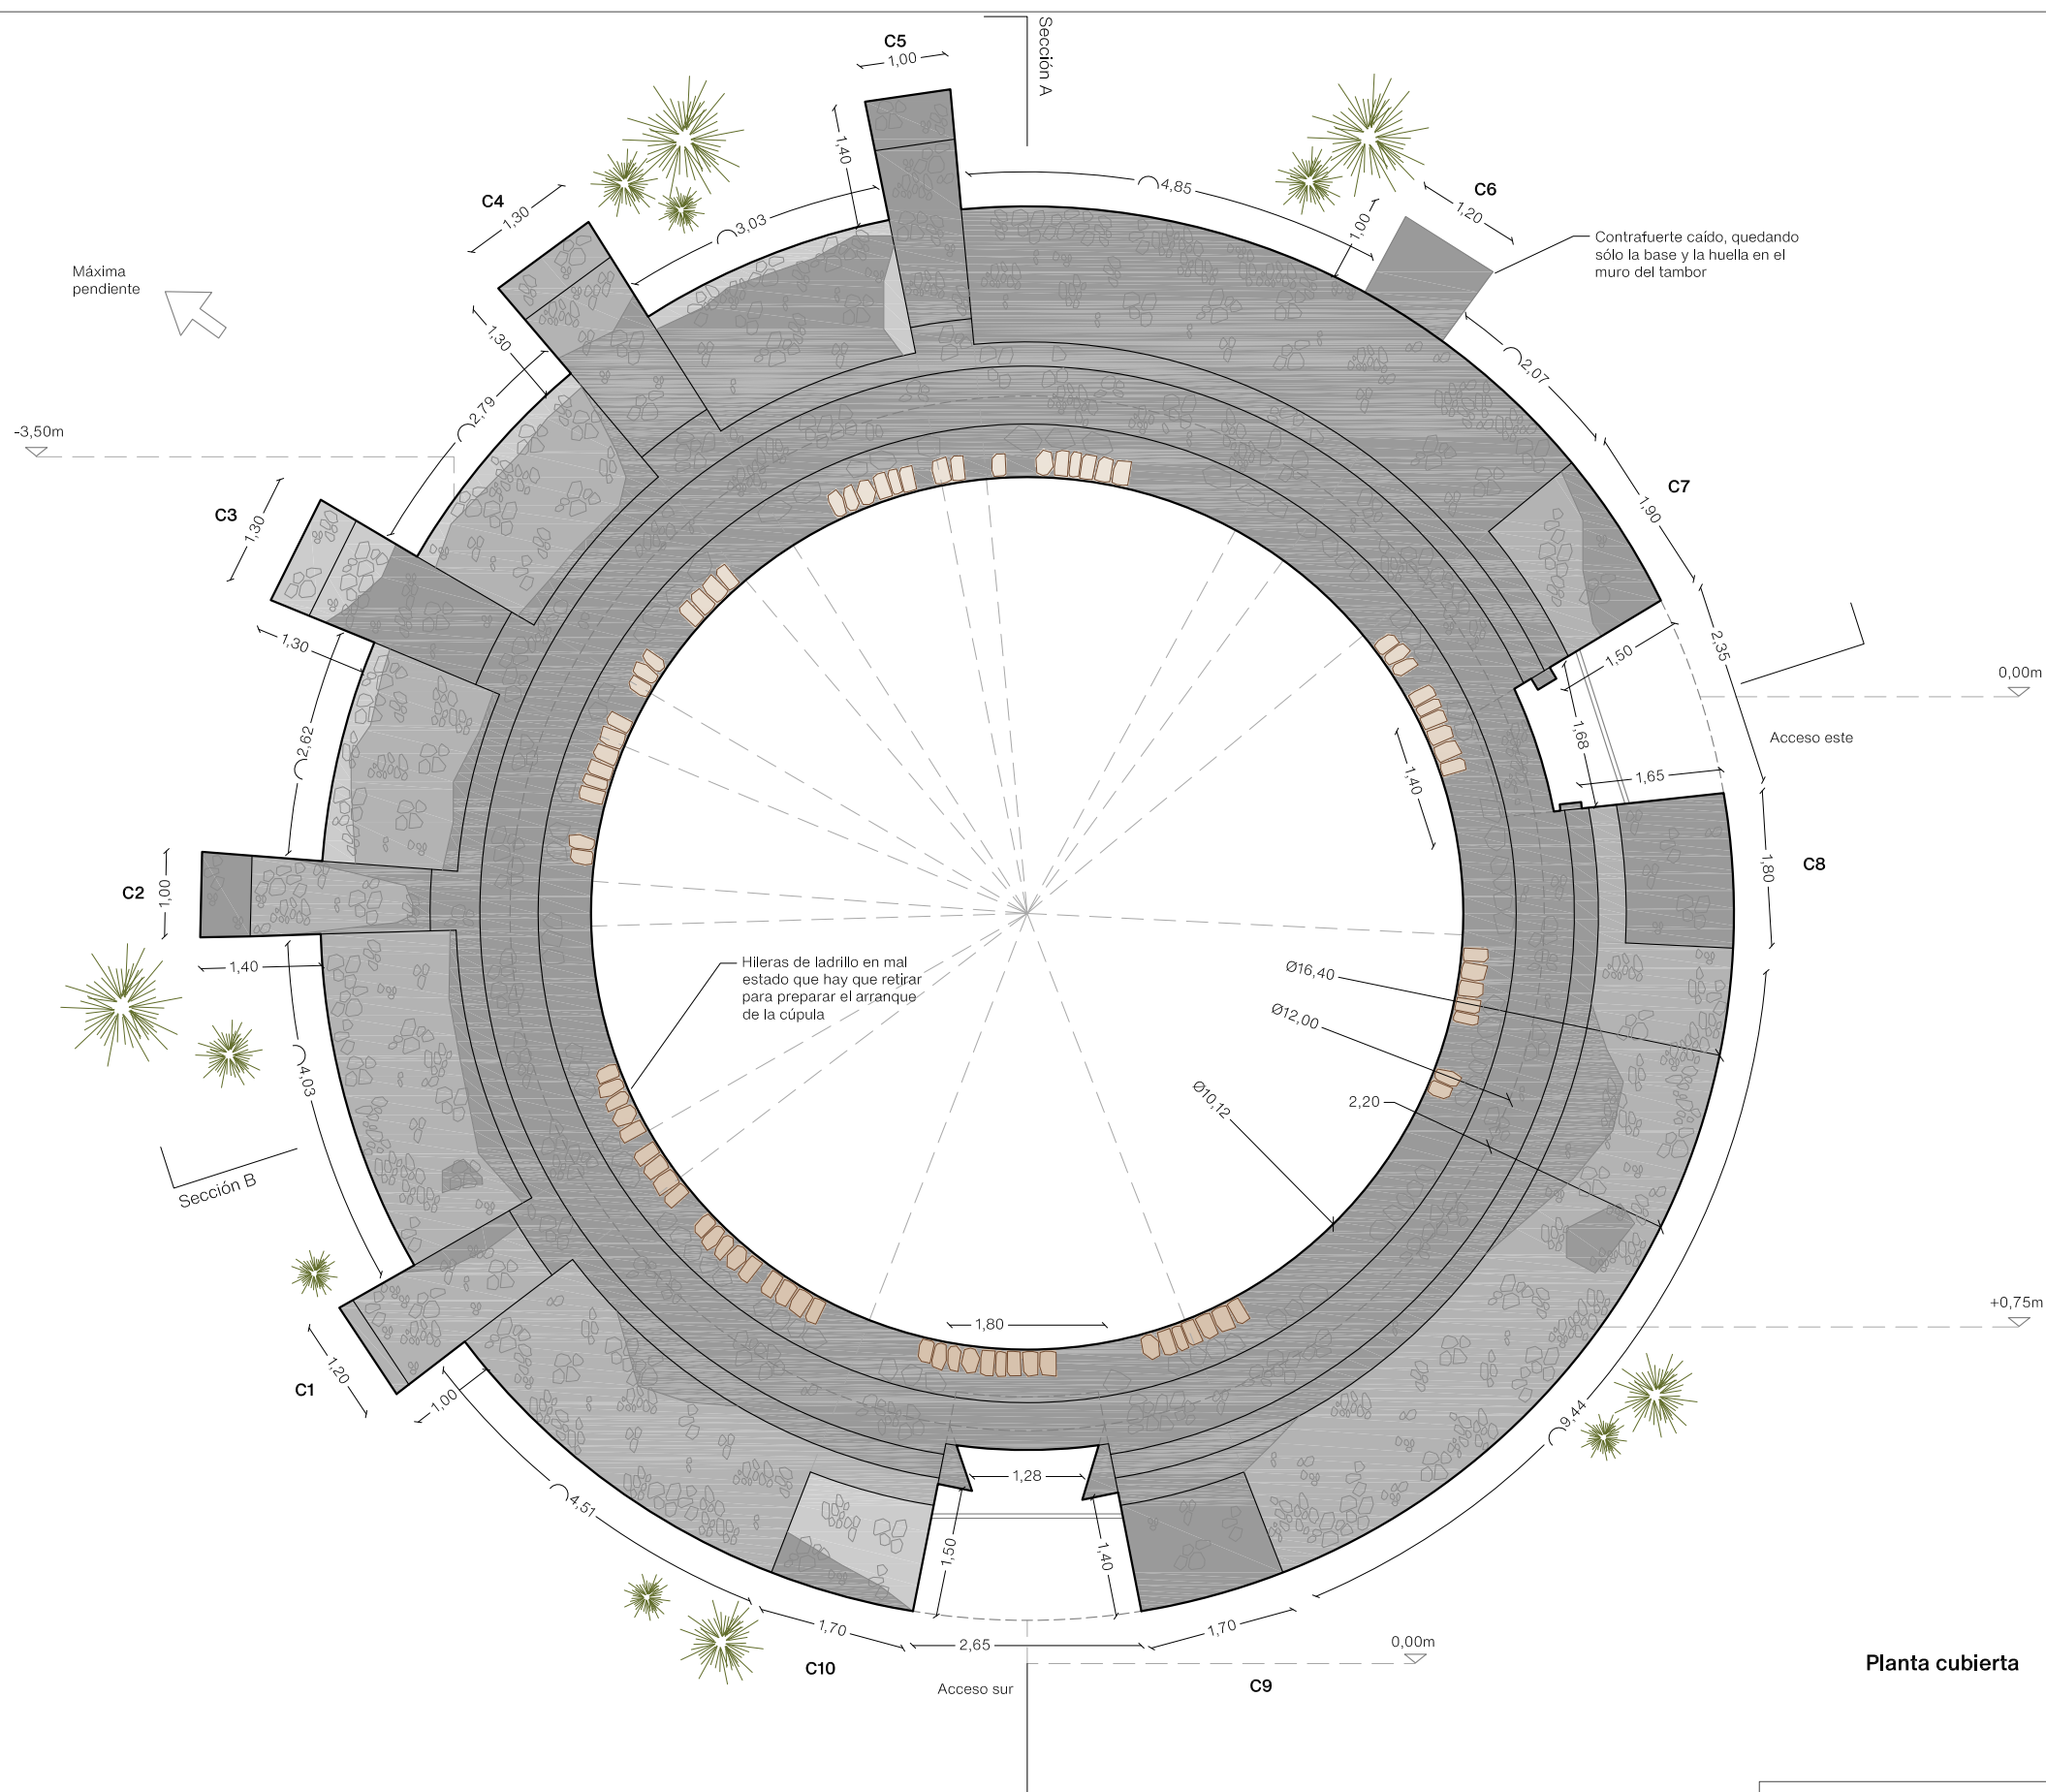 Sección A
C5
1,00
1,40
4,85
C6
1,20
1,00
Contrafuerte caído, quedando
sólo la base y la huella en el
muro del tambor
C4
1,30
1,30
3,03
Máxima
pendiente
2,79
2,07
-3,50m
C3
1,30
1,30
C7
1,90
2,35
1,50
0,00m
Acceso este
1,68
1,65
1,40
2,62
C2
1,00
1,40
C8
1,80
Hileras de ladrillo en mal
estado que hay que retirar
para preparar el arranque
de la cúpula
Ø16,40
Ø12,00
2,20
Ø10,12
4,03
Sección B
+0,75m
C1
1,20
1,00
1,80
9,44
1,28
4,51
1,50
1,40
1,70
2,65
1,70
0,00m
C10
Acceso sur
C9
Planta cubierta